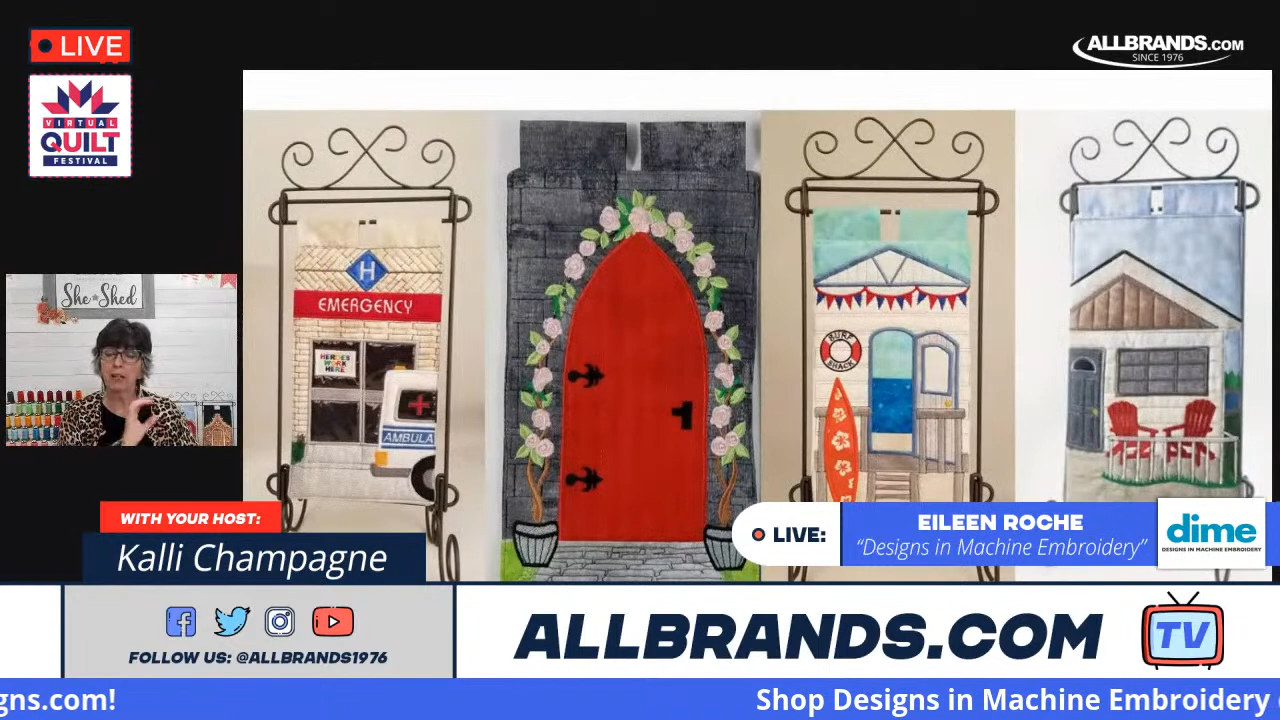 LIVE
VIRTUAL
QUILT
FESTIVAL
ALLBRANDS.COM
SINCE 1976
She Shed
H
EMERGENCY
HEROES
WORK
HERE
AMBULA
SURF
SHACK
WITH YOUR HOST:
Kalli Champagne
LIVE:
EILEEN ROCHE
“Designs in Machine Embroidery”
dime
DESIGNS IN MACHINE EMBROIDERY
FOLLOW US: @ALLBRANDS1976
ALLBRANDS.COM
TV
gns.com!
Shop Designs in Machine Embroidery